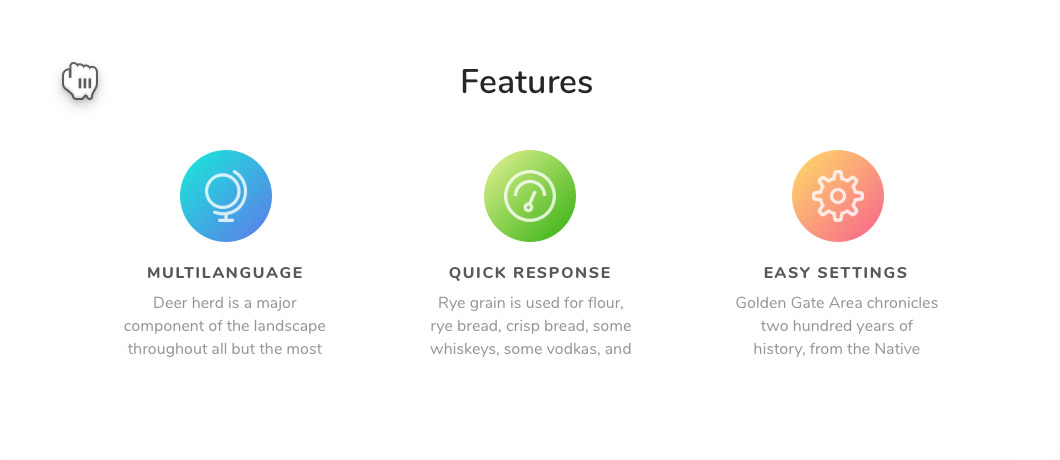 Features
MULTILANGUAGE
Deer herd is a major
component of the landscape
throughout all but the most
QUICK RESPONSE
Rye grain is used for flour,
rye bread, crisp bread, some
whiskeys, some vodkas, and
EASY SETTINGS
Golden Gate Area chronicles
two hundred years of
history, from the Native